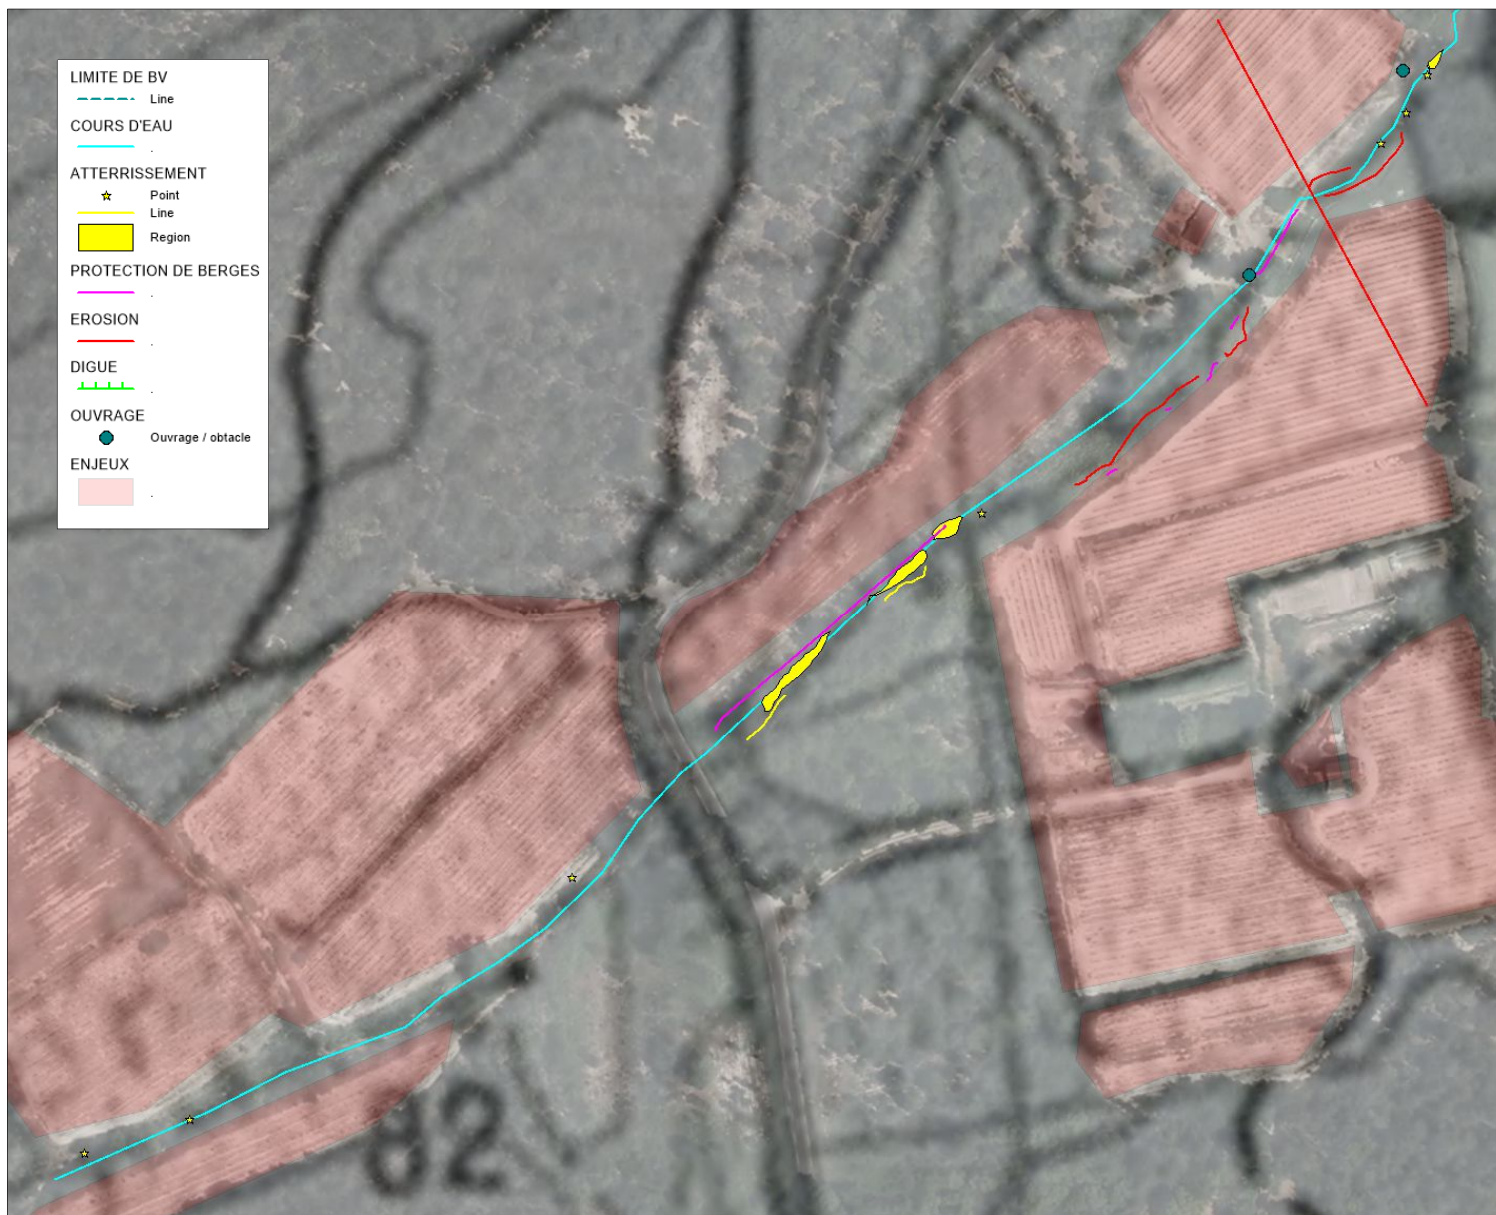 LIMITE DE BV
Line
COURS D'EAU
.
ATTERRISSEMENT
Point
Line
Region
PROTECTION DE BERGES
.
EROSION
.
DIGUE
.
OUVRAGE
Ouvrage / obtacle
ENJEUX
.
82